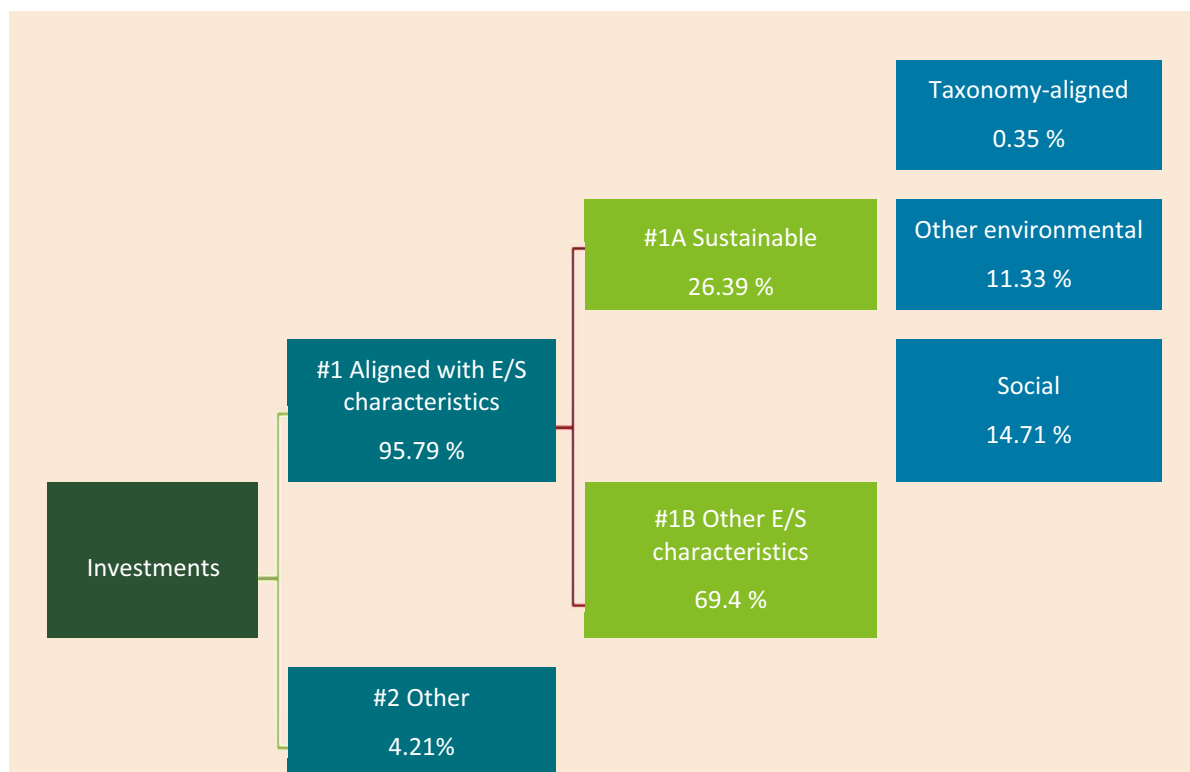 Taxonomy-aligned
0.35 %
#1A Sustainable
26.39 %
Other environmental
11.33 %
#1 Aligned with E/S
characteristics
95.79 %
Social
14.71 %
Investments
#1B Other E/S
characteristics
69.4 %
#2 Other
4.21%